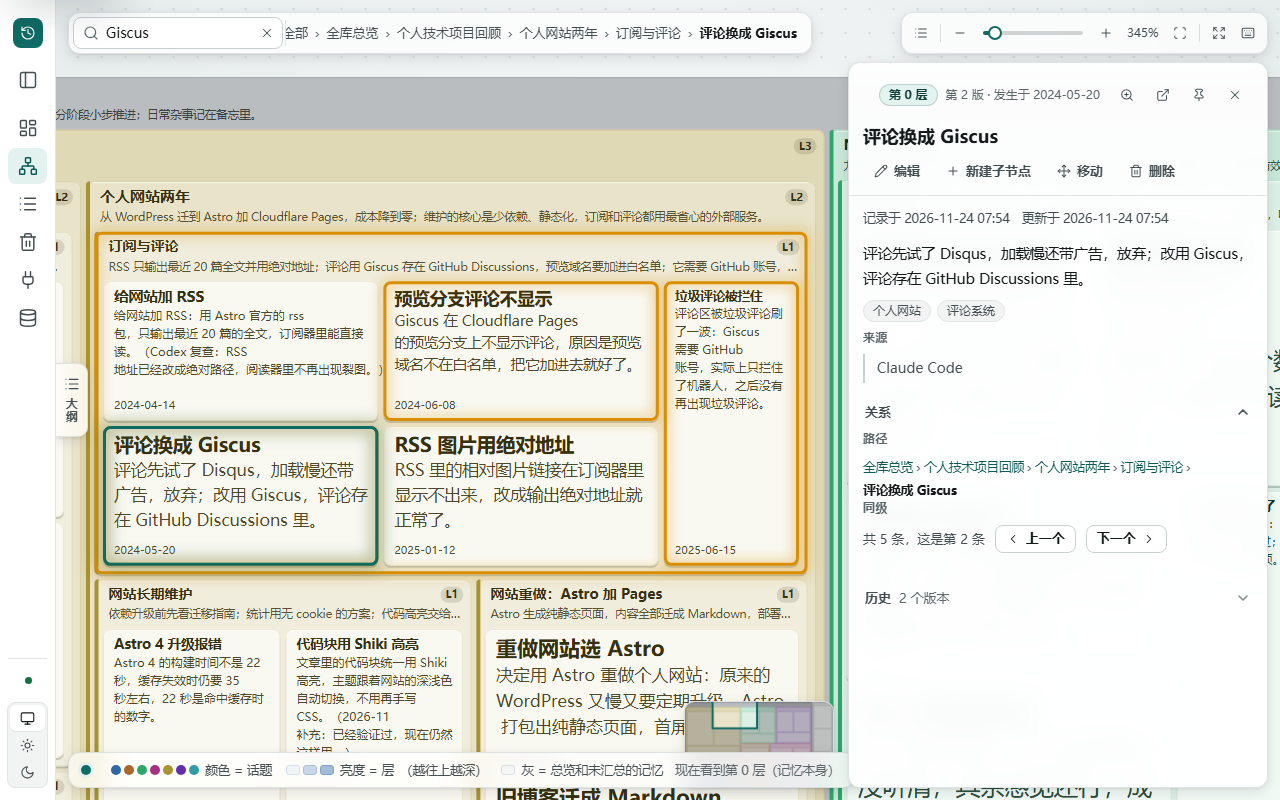 Giscus
全部 › 全库总览 › 个人技术项目回顾 › 个人网站两年 › 订阅与评论 › 评论换成 Giscus
345%
分阶段小步推进；日常杂事记在备忘里。
L3
L2
个人网站两年
L2
从 WordPress 迁到 Astro 加 Cloudflare Pages，成本降到零；维护的核心是少依赖、静态化，订阅和评论都用最省心的外部服务。
订阅与评论
L1
RSS 只输出最近 20 篇全文并用绝对地址；评论用 Giscus 存在 GitHub Discussions，预览域名要加进白名单；它需要 GitHub 账号，...
给网站加 RSS
给网站加 RSS：用 Astro 官方的 rss
包，只输出最近 20 篇的全文，订阅器里能直接
读。（Codex 复查：RSS
地址已经改成绝对路径，阅读器里不再出现裂图。）
2024-04-14
预览分支评论不显示
Giscus 在 Cloudflare Pages
的预览分支上不显示评论，原因是预览
域名不在白名单，把它加进去就好了。
2024-06-08
垃圾评论被拦住
评论区被垃圾评论刷
了一波：Giscus
需要 GitHub
账号，实际上只拦住
了机器人，之后没有
再出现垃圾评论。
2025-06-15
评论换成 Giscus
评论先试了 Disqus，加载慢还带
广告，放弃；改用 Giscus，评论存
在 GitHub Discussions 里。
2024-05-20
RSS 图片用绝对地址
RSS 里的相对图片链接在订阅器里
显示不出来，改成输出绝对地址就
正常了。
2025-01-12
大纲
网站长期维护
L1
依赖升级前先看迁移指南；统计用无 cookie 的方案；代码高亮交给...
Astro 4 升级报错
Astro 4 的构建时间不是 22
秒，缓存失效时仍要 35
秒左右，22 秒是命中缓存时
的数字。
代码块用 Shiki 高亮
文章里的代码块统一用 Shiki
高亮，主题跟着网站的深浅色
自动切换，不用再手写
CSS。（2026-11
补充：已经验证过，现在仍然
网站重做：Astro 加 Pages
L1
Astro 生成纯静态页面，内容全部迁成 Markdown，部署...
重做网站选 Astro
决定用 Astro 重做个人网站：原来的
WordPress 又慢又要定期升级，Astro
打包出纯静态页面，首屏
旧博客迁成 Markdown
颜色 = 话题
亮度 = 层 （越往上越深）
灰 = 总览和未汇总的记忆
现在看到第 0 层（记忆本身）
第 0 层
第 2 版 · 发生于 2024-05-20
评论换成 Giscus
编辑
新建子节点
移动
删除
记录于 2026-11-24 07:54 更新于 2026-11-24 07:54
评论先试了 Disqus，加载慢还带广告，放弃；改用 Giscus，
评论存在 GitHub Discussions 里。
个人网站
评论系统
来源
Claude Code
关系
路径
全库总览 › 个人技术项目回顾 › 个人网站两年 › 订阅与评论 ›
评论换成 Giscus
同级
共 5 条，这是第 2 条
上一个
下一个
历史 2 个版本